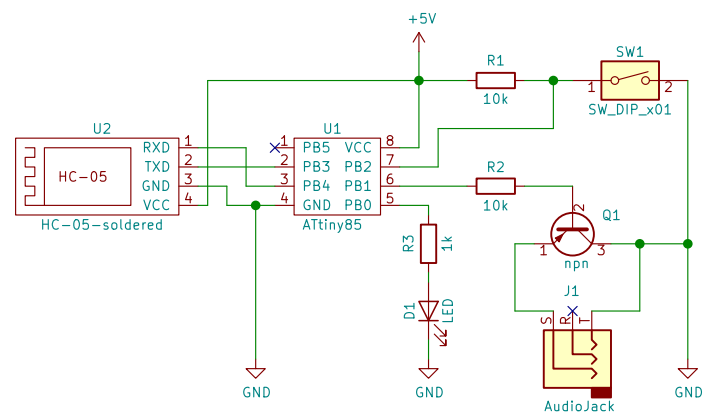 +5V
R1
10k
SW1
1
2
SW_DIP_x01
U2
HC-05
RXD
TXD
GND
VCC
1
2
3
4
HC-05-soldered
U1
1
2
3
4
PB5
PB3
PB4
GND
VCC
PB2
PB1
PB0
8
7
6
5
ATtiny85
R2
10k
R3
1k
D1
LED
Q1
2
1
3
npn
J1
S
R
T
AudioJack
GND
GND
GND